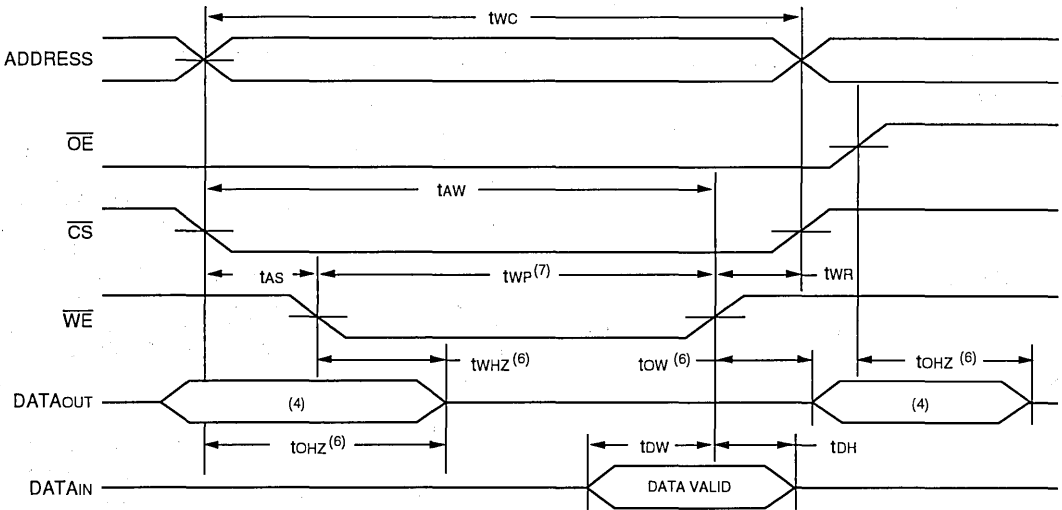 tWC
ADDRESS
OE
tAW
CS
tAS
tWP(7)
tWR
WE
tWHZ(6)
tOW(6)
tOHZ(6)
DATAOUT
(4)
(4)
tOHZ(6)
tDW
tDH
DATAIN
DATA VALID